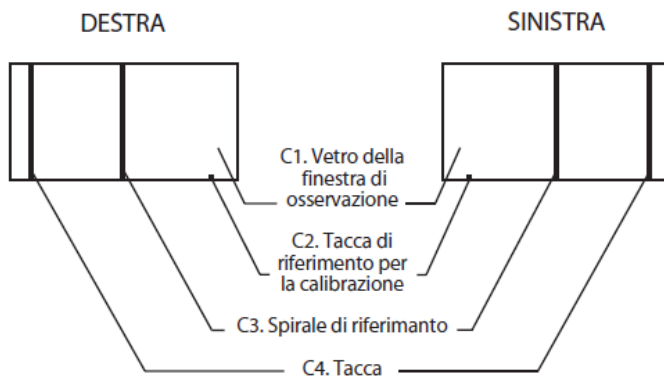 DESTRA
SINISTRA
C1. Vetro della
finestra di
osservazione
C2. Tacca di
riferimento per
la calibrazione
C3. Spirale di riferimanto
C4. Tacca